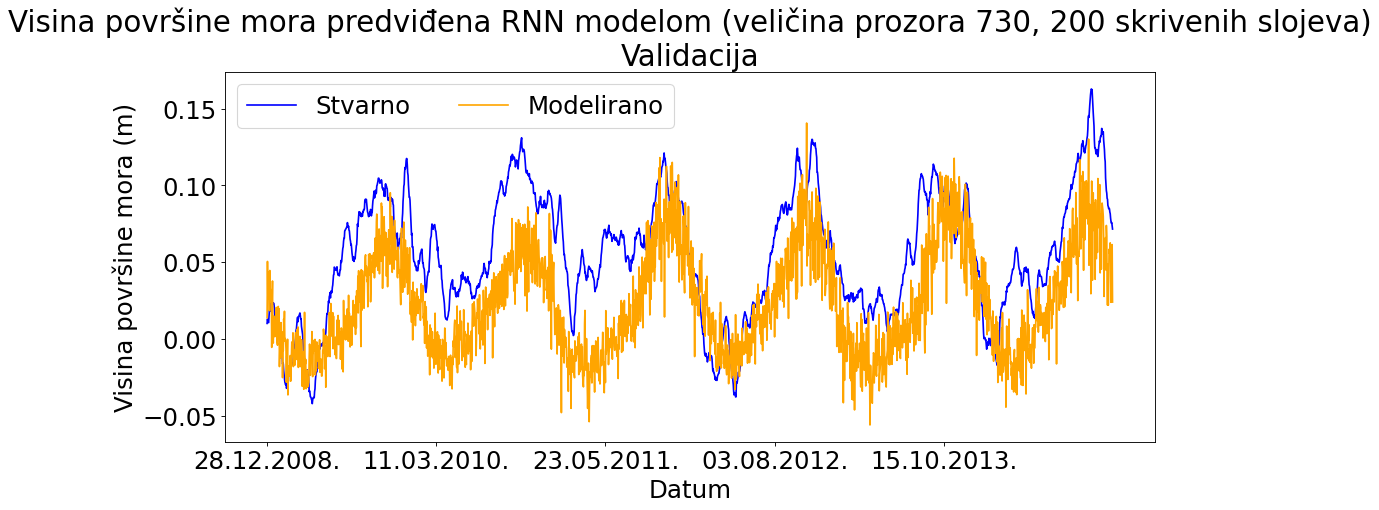 Visina površine mora predviđena RNN modelom (veličina prozora 730, 200 skrivenih slojeva)
Validacija
Stvarno
Modelirano
Visina površine mora (m)
0.15
0.10
0.05
0.00
−0.05
28.12.2008.
11.03.2010.
23.05.2011.
03.08.2012.
15.10.2013.
Datum